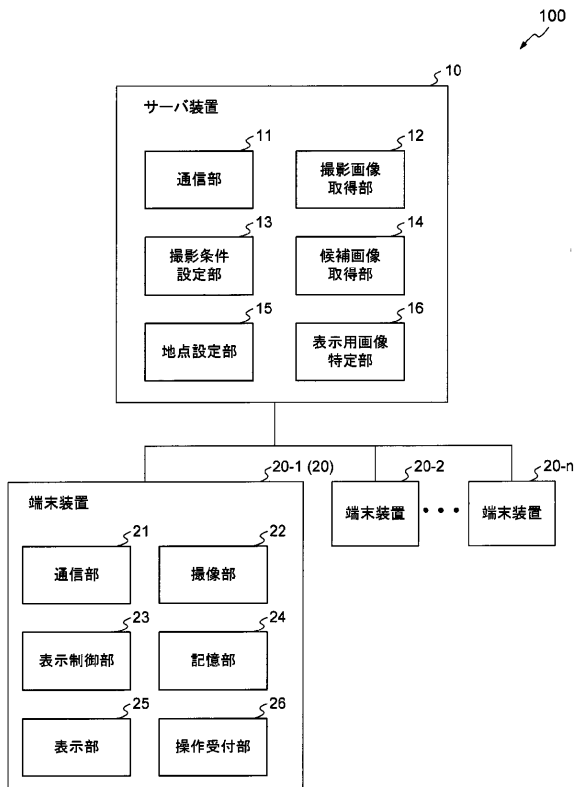 100
10
サーバ装置
11
通信部
12
撮影画像
取得部
13
撮影条件
設定部
14
候補画像
取得部
15
地点設定部
16
表示用画像
特定部
20-1 (20)
端末装置
21
通信部
22
撮像部
23
表示制御部
24
記憶部
25
表示部
26
操作受付部
20-2
端末装置
・・・
20-n
端末装置